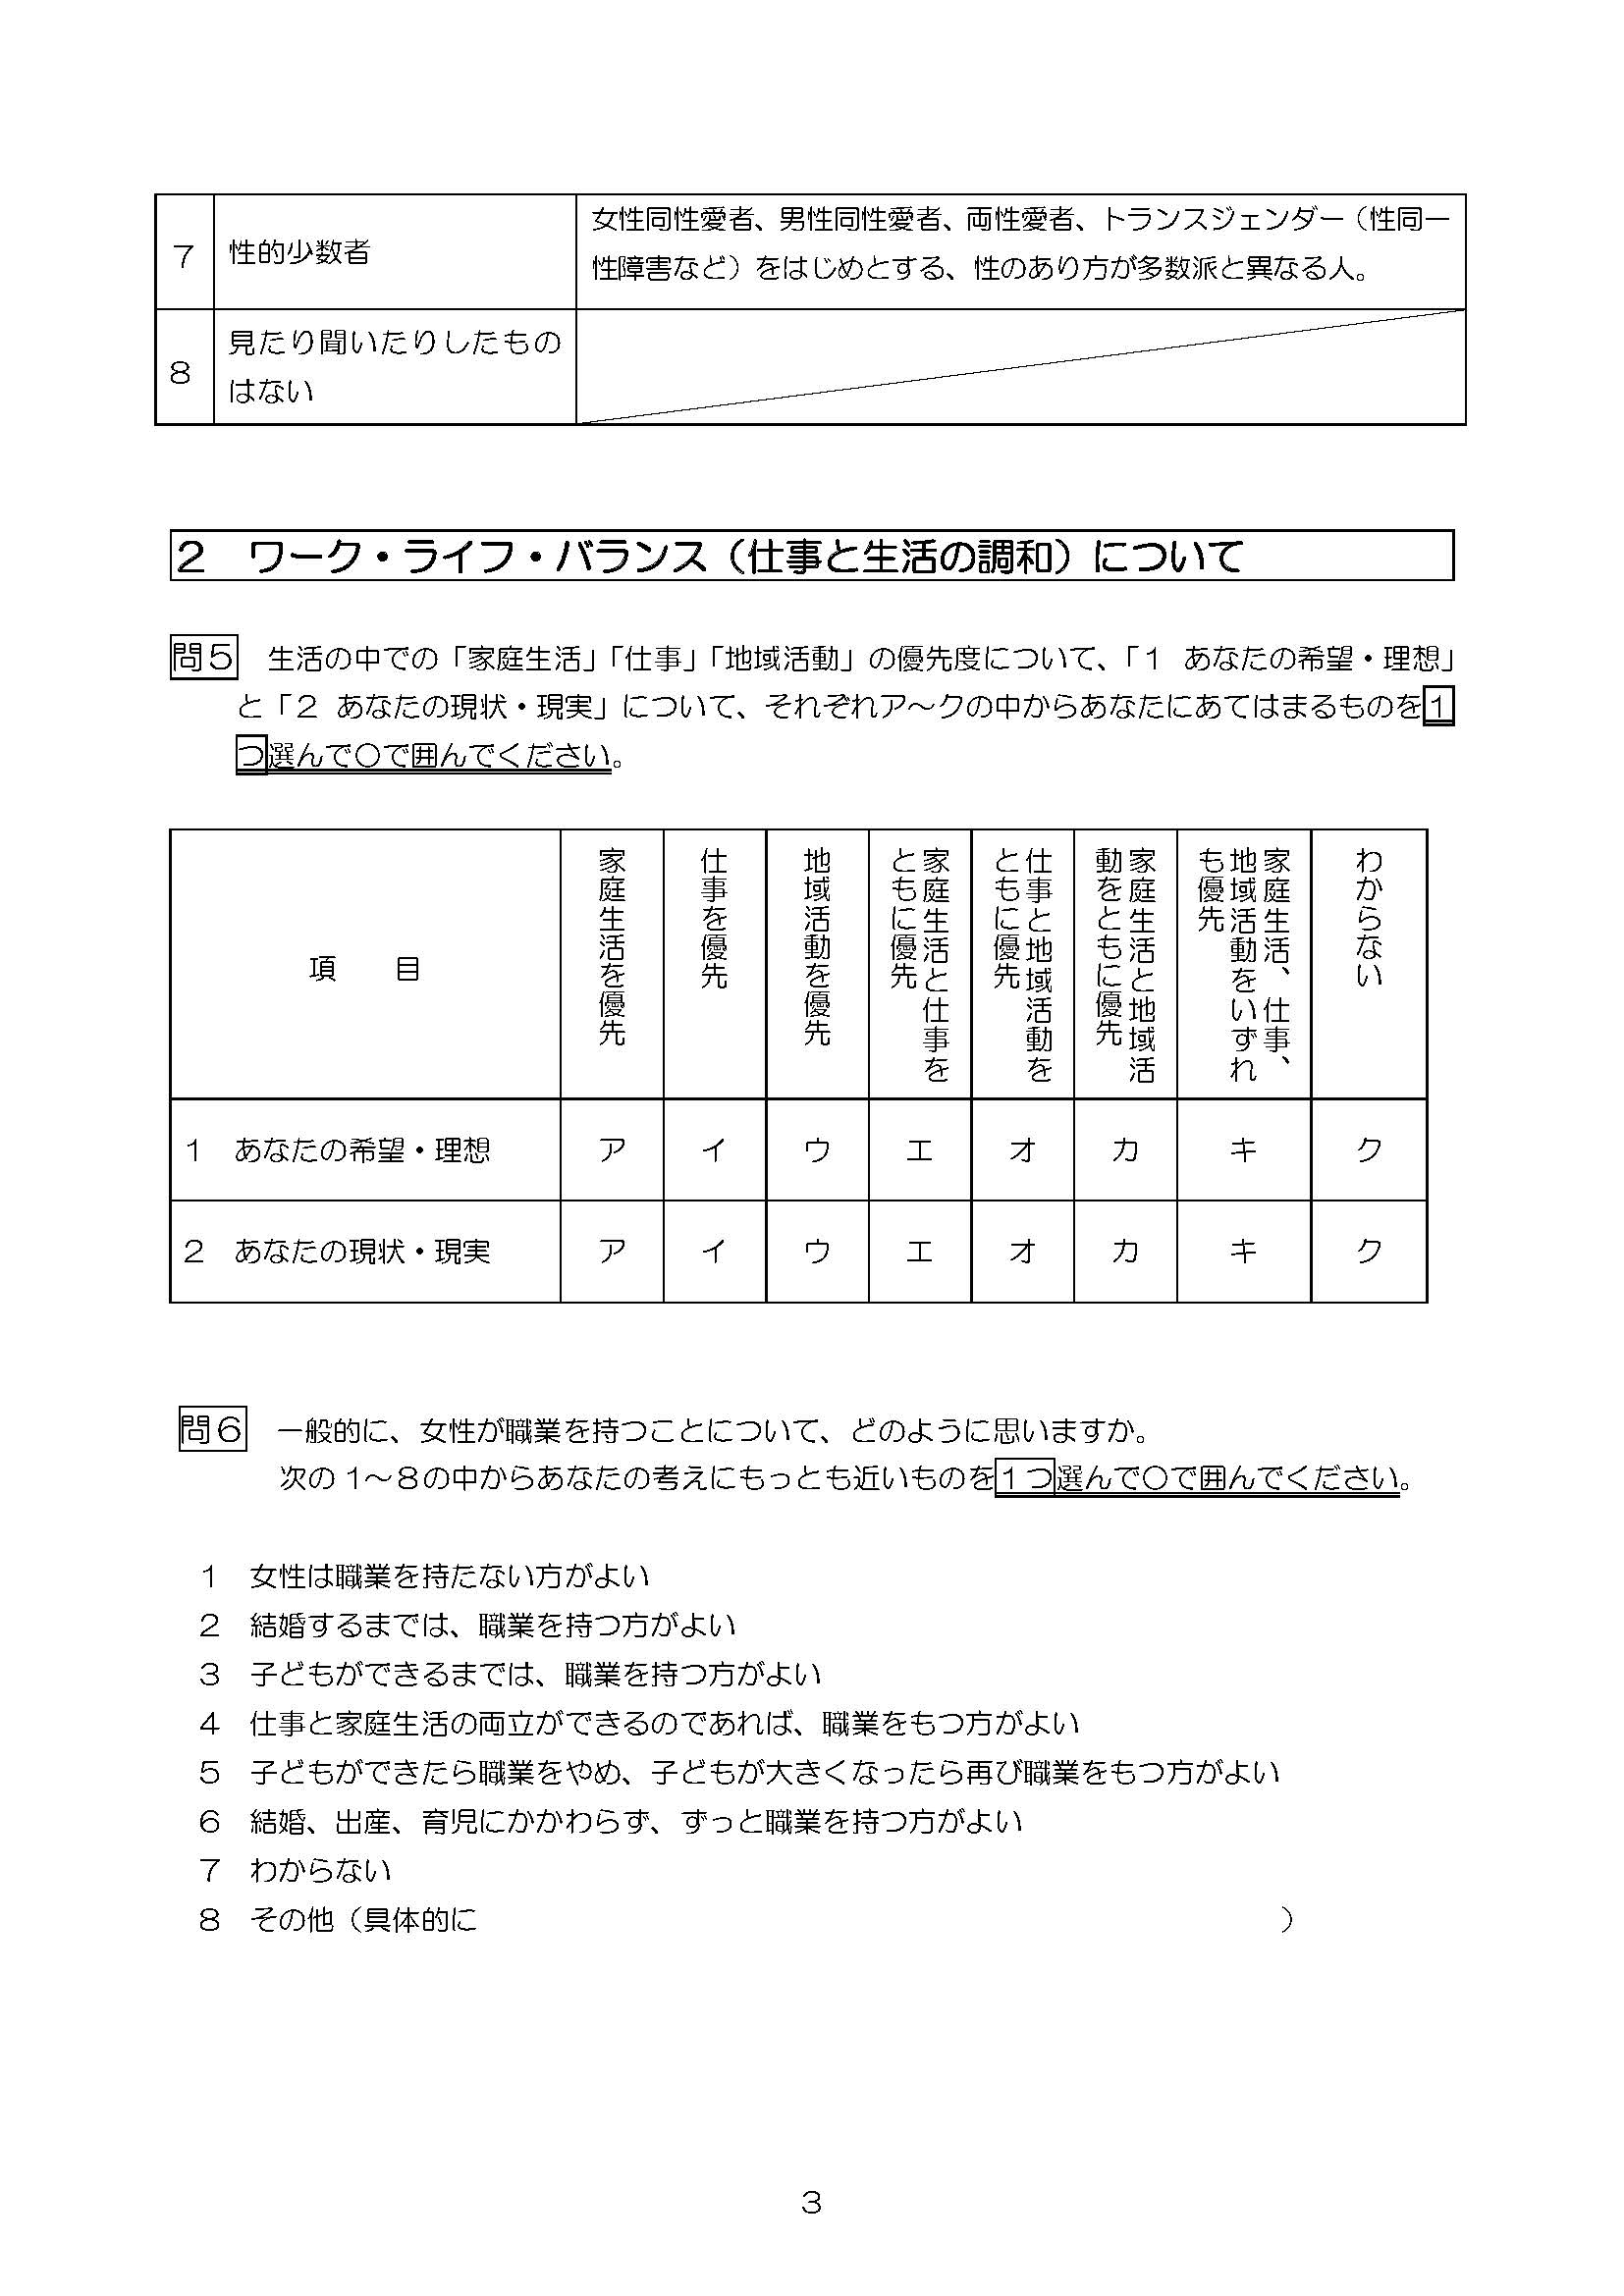 7 性的少数者 女性同性愛者、男性同性愛者、両性愛者、トランスジェンダー（性同一
性障害など）をはじめとする、性のあり方が多数派と異なる人。
8 見たり聞いたりしたもの
はない
2　ワーク・ライフ・バランス（仕事と生活の調和）について
問5　生活の中での「家庭生活」「仕事」「地域活動」の優先度について、「1 あなたの希望・理想」
と「2 あなたの現状・現実」について、それぞれア～クの中からあなたにあてはまるものを1
つ選んで〇で囲んでください。
項　　目
家庭生活を優先
仕事を優先
地域活動を優先
家庭生活と仕事を
ともに優先
仕事と地域活動を
ともに優先
家庭生活と地域活
動をともに優先
家庭生活、仕事、
地域活動をいずれ
も優先
わからない
1　あなたの希望・理想 ア イ ウ エ オ カ キ ク
2　あなたの現状・現実 ア イ ウ エ オ カ キ ク
問6　一般的に、女性が職業を持つことについて、どのように思いますか。
次の1～8の中からあなたの考えにもっとも近いものを1つ選んで〇で囲んでください。
1　女性は職業を持たない方がよい
2　結婚するまでは、職業を持つ方がよい
3　子どもができるまでは、職業を持つ方がよい
4　仕事と家庭生活の両立ができるのであれば、職業をもつ方がよい
5　子どもができたら職業をやめ、子どもが大きくなったら再び職業をもつ方がよい
6　結婚、出産、育児にかかわらず、ずっと職業を持つ方がよい
7　わからない
8　その他（具体的に　　　　　　　　　　　　　　　　　　）
3